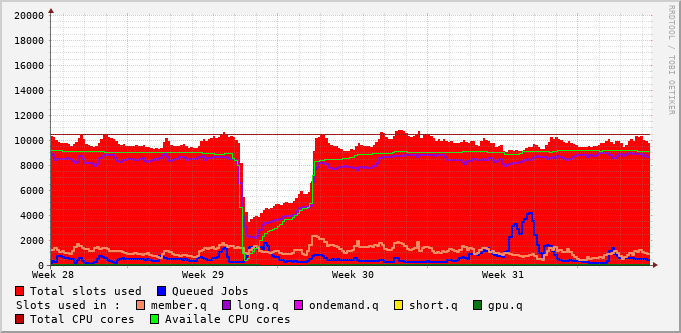 RRDTOOL / TOBI OETIKER
20000
18000
16000
14000
12000
10000
8000
6000
4000
2000
0
Week 28 Week 29 Week 30 Week 31
Total slots used Queued Jobs
Slots used in : member.q long.q ondemand.q short.q gpu.q
Total CPU cores Availale CPU cores